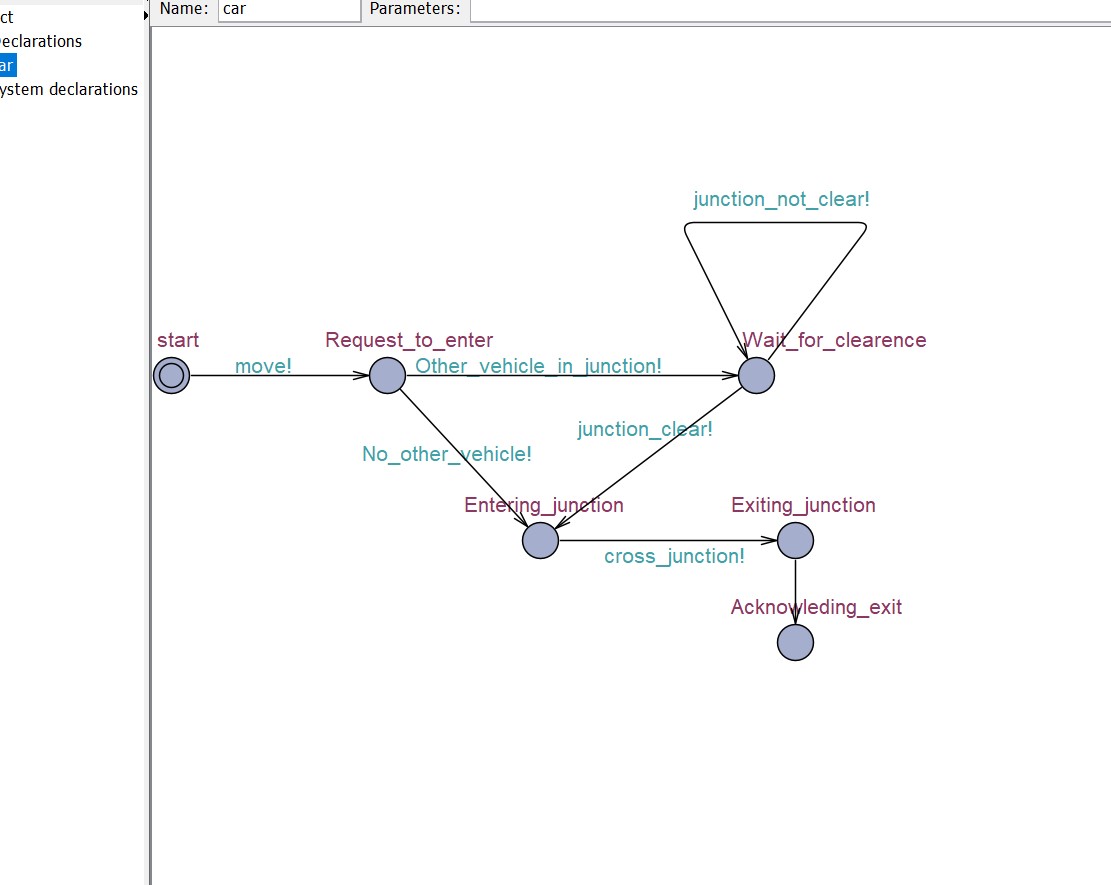 Name: car Parameters:
ct
eclarations
ar
ystem declarations
junction_not_clear!
start
Request_to_enter
Wait_for_clearence
move!
Other_vehicle_in_junction!
junction_clear!
No_other_vehicle!
Entering_junction
Exiting_junction
cross_junction!
Acknowleding_exit